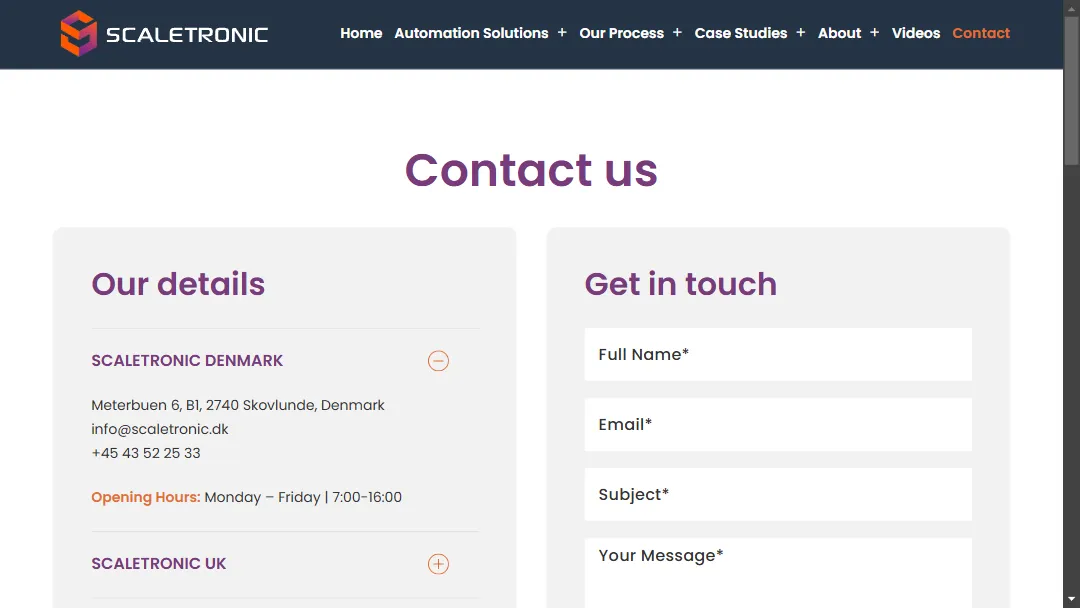 SCALETRONIC
Home Automation Solutions + Our Process + Case Studies + About + Videos Contact
Contact us
Our details
SCALETRONIC DENMARK
Meterbuen 6, B1, 2740 Skovlunde, Denmark
info@scaletronic.dk
+45 43 52 25 33
Opening Hours: Monday – Friday | 7:00-16:00
SCALETRONIC UK
Get in touch
Full Name*
Email*
Subject*
Your Message*